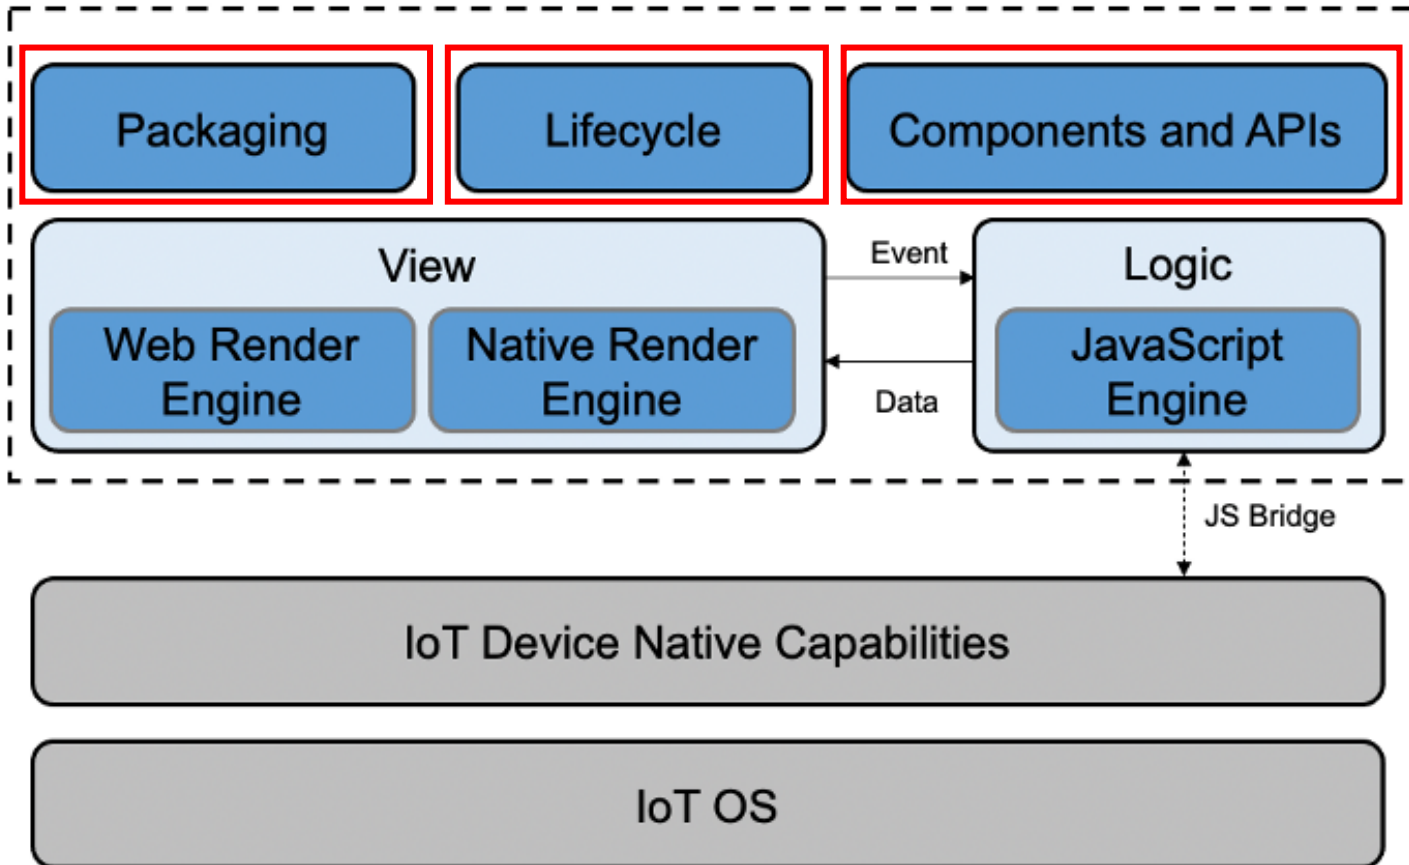 Packaging
Lifecycle
Components and APIs
View
Web Render
Engine
Native Render
Engine
Event
Data
Logic
JavaScript
Engine
JS Bridge
IoT Device Native Capabilities
IoT OS